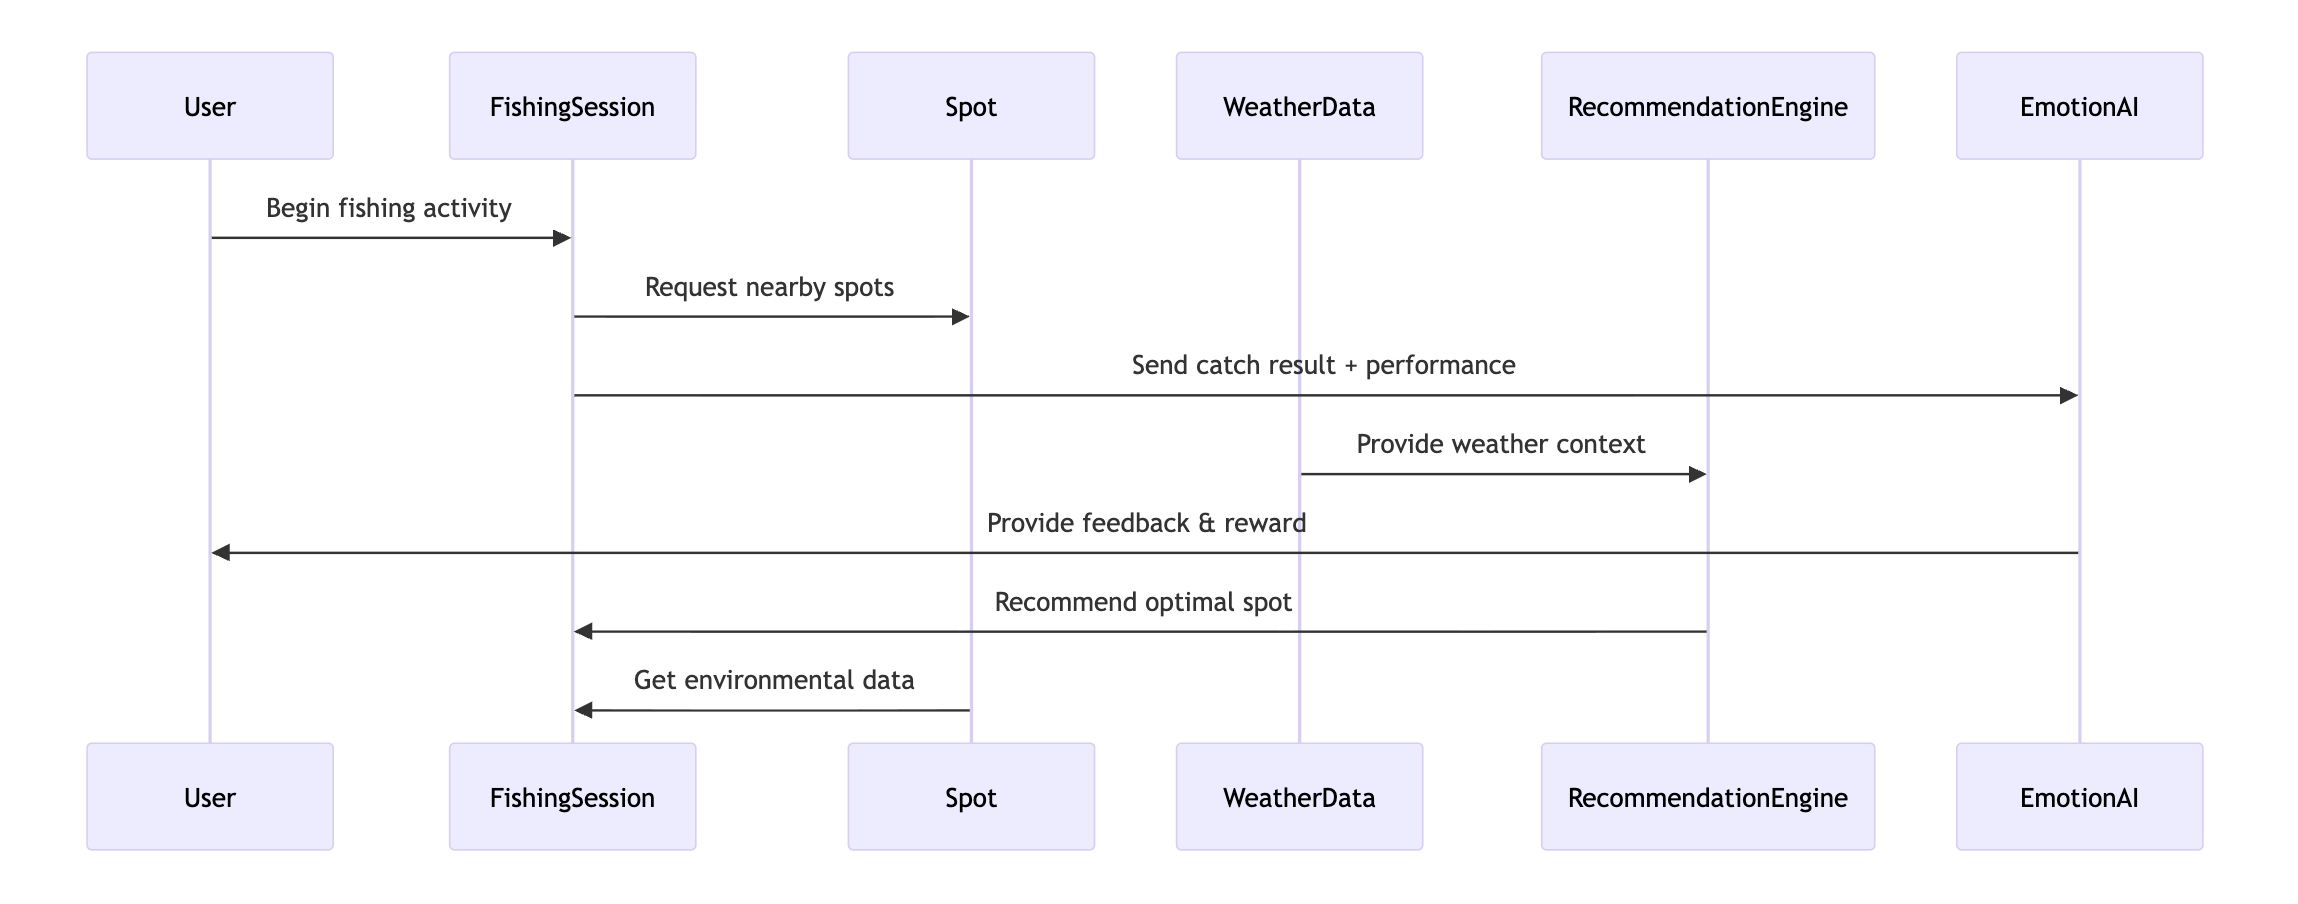 User
FishingSession
Spot
WeatherData
RecommendationEngine
EmotionAI
Begin fishing activity
Request nearby spots
Send catch result + performance
Provide weather context
Provide feedback & reward
Recommend optimal spot
Get environmental data
User
FishingSession
Spot
WeatherData
RecommendationEngine
EmotionAI